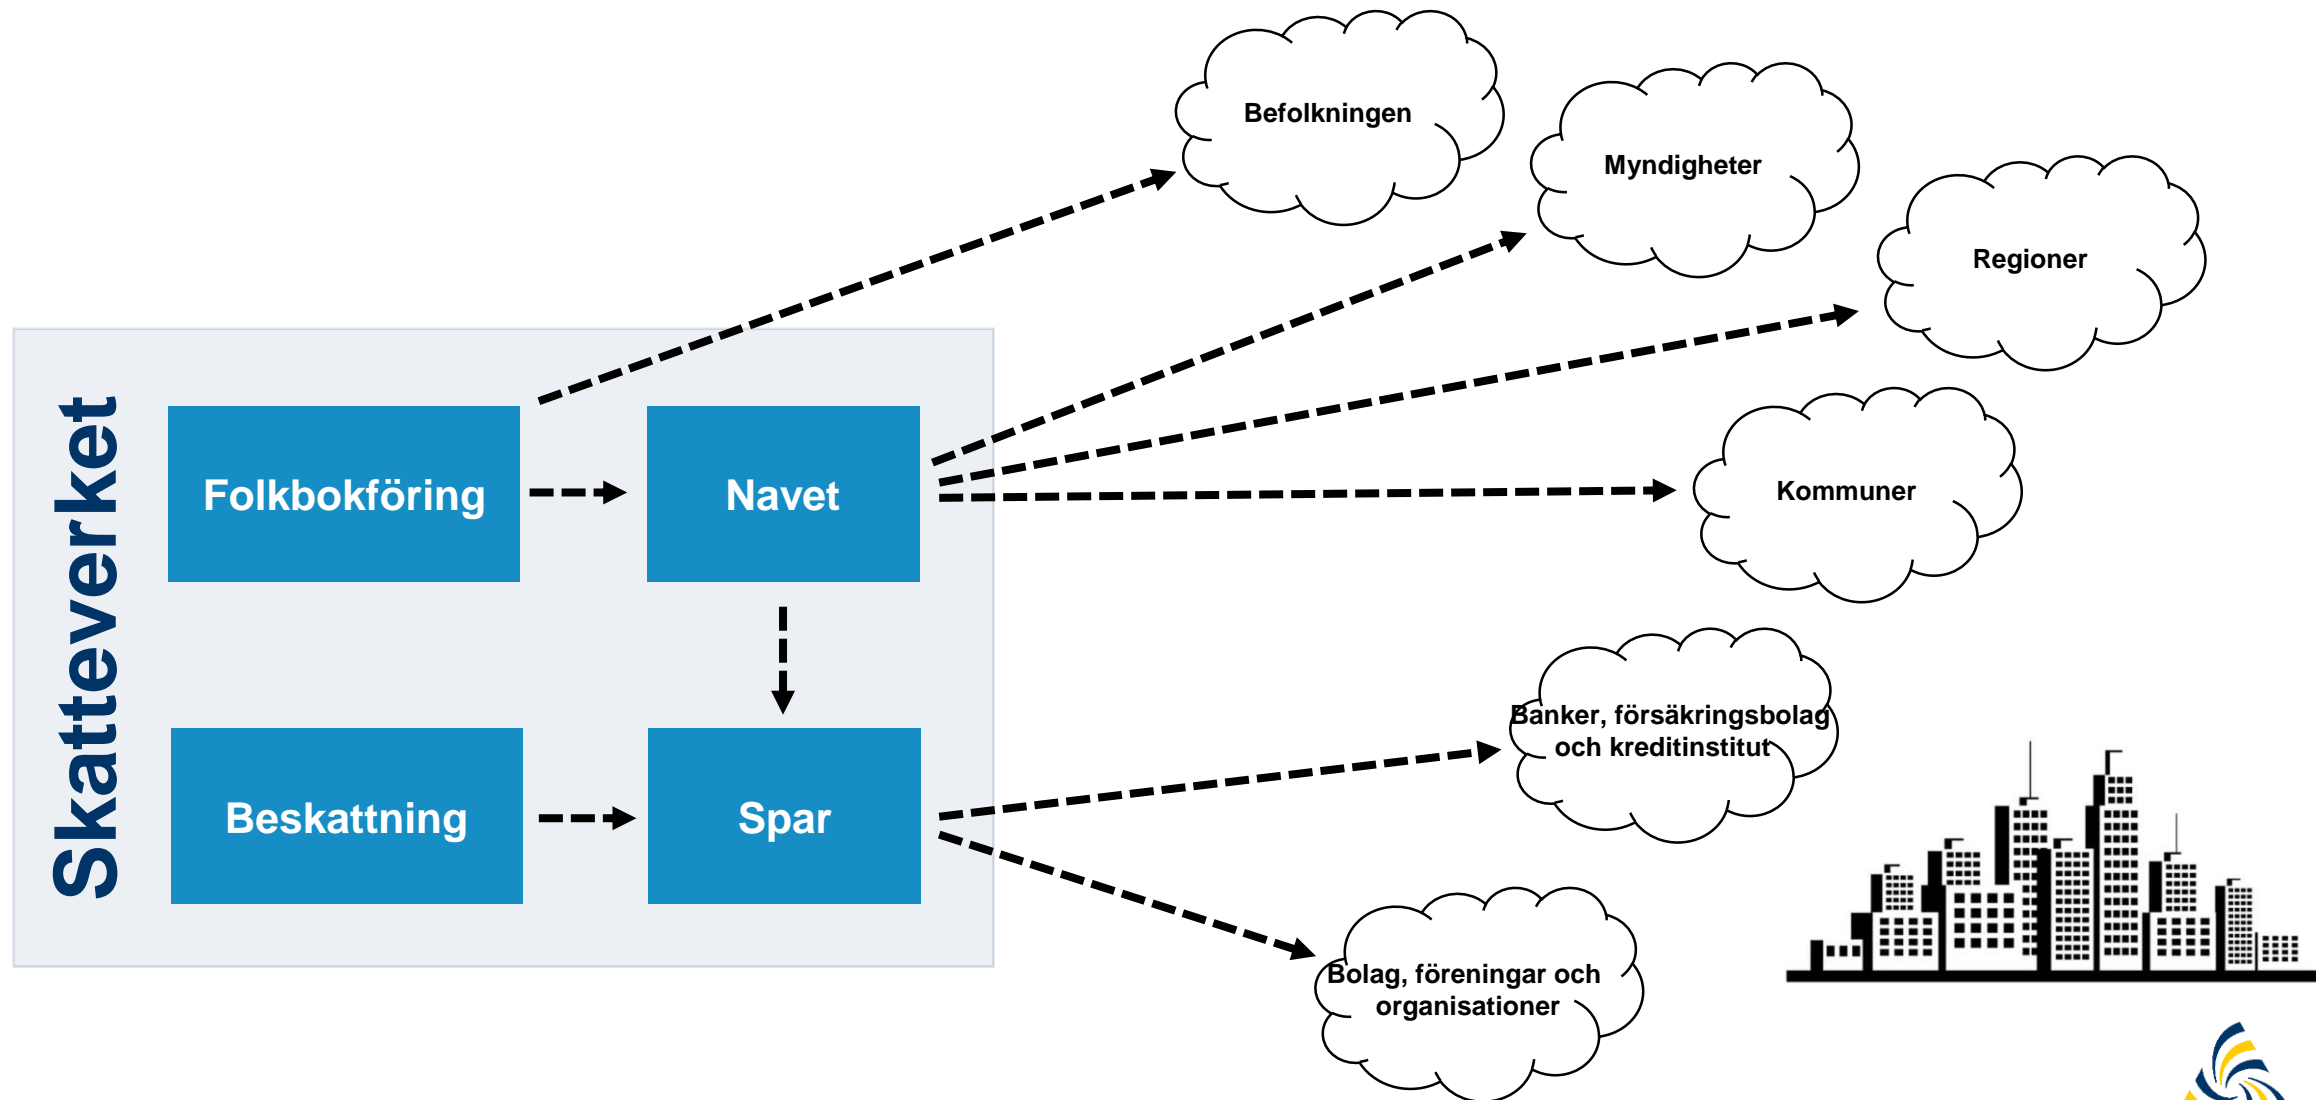 Skatteverket
Folkbokföring
Navet
Beskattning
Spar
Befolkningen
Myndigheter
Regioner
Kommuner
Banker, försäkringsbolag
och kreditinstitut
Bolag, föreningar och
organisationer